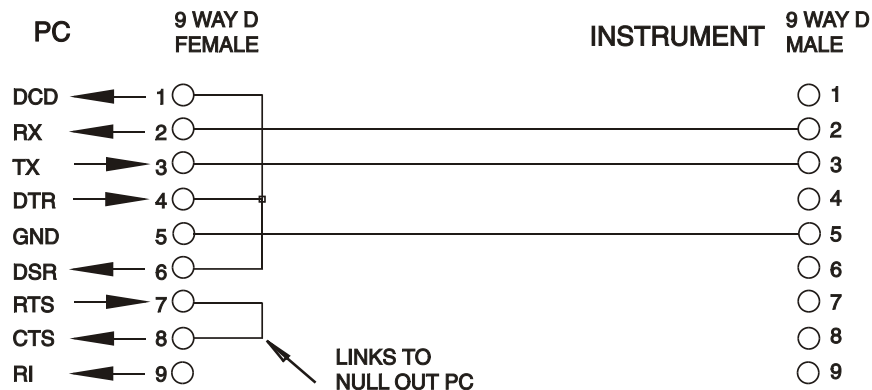 PC
9 WAY D
FEMALE
INSTRUMENT
9 WAY D
MALE
DCD 1 1
RX 2 2
TX 3 3
DTR 4 4
GND 5 5
DSR 6 6
RTS 7 7
CTS 8 8
RI 9 9
LINKS TO
NULL OUT PC